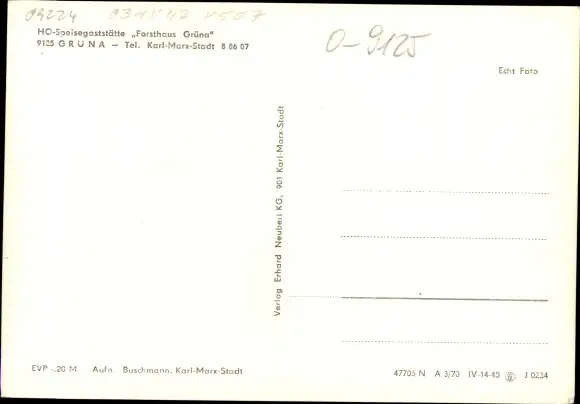 09224
HO-Speisegaststätte „Forsthaus Grüna"
9125 GRÜNA – Tel. Karl-Marx-Stadt 8 86 07
O-9125
Echt Foto
Verlag Erhard Neubert KG, 901 Karl-Marx-Stadt
EVP -.20 M Aufn. Buschmann, Karl-Marx-Stadt
47705 N A 3/70 IV-14-45 J 0234